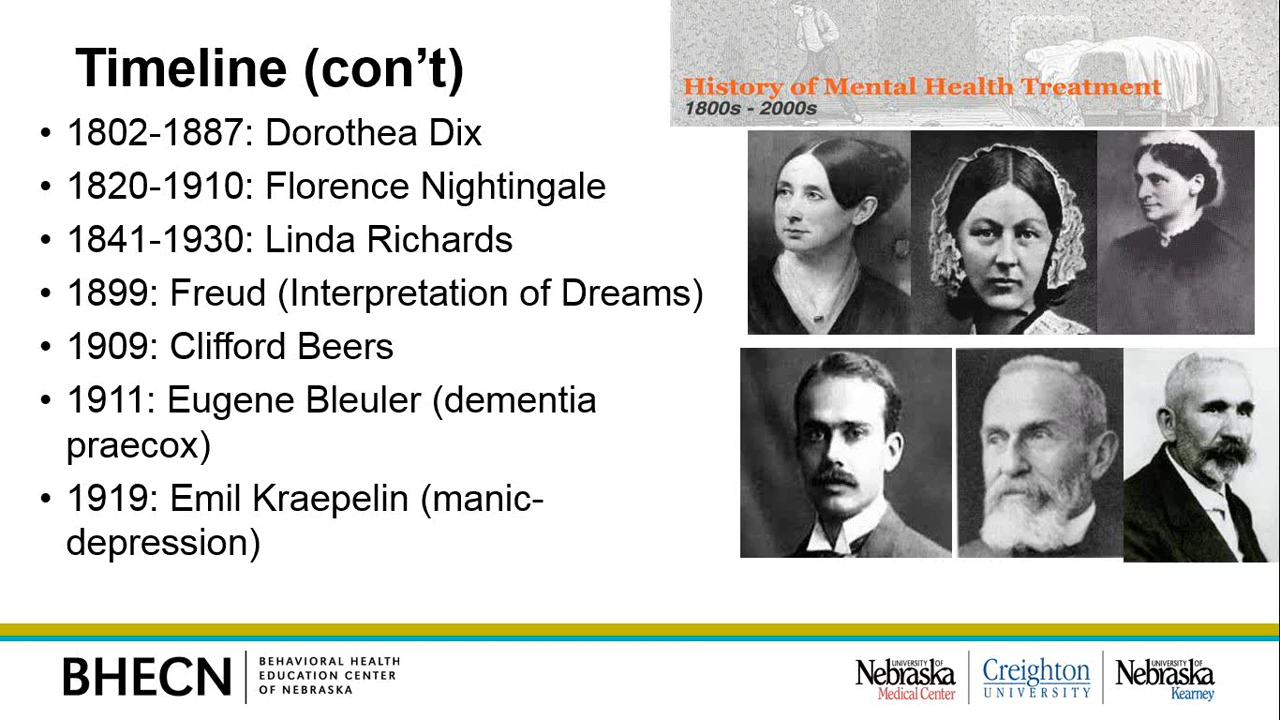 Timeline (con’t)
History of Mental Health Treatment
1800s - 2000s
• 1802-1887: Dorothea Dix
• 1820-1910: Florence Nightingale
• 1841-1930: Linda Richards
• 1899: Freud (Interpretation of Dreams)
• 1909: Clifford Beers
• 1911: Eugene Bleuler (dementia
praecox)
• 1919: Emil Kraepelin (manic-
depression)
BHECN
BEHAVIORAL HEALTH
EDUCATION CENTER
OF NEBRASKA
UNIVERSITY OF
Nebraska
Medical Center
Creighton
UNIVERSITY
UNIVERSITY OF
Nebraska
Kearney